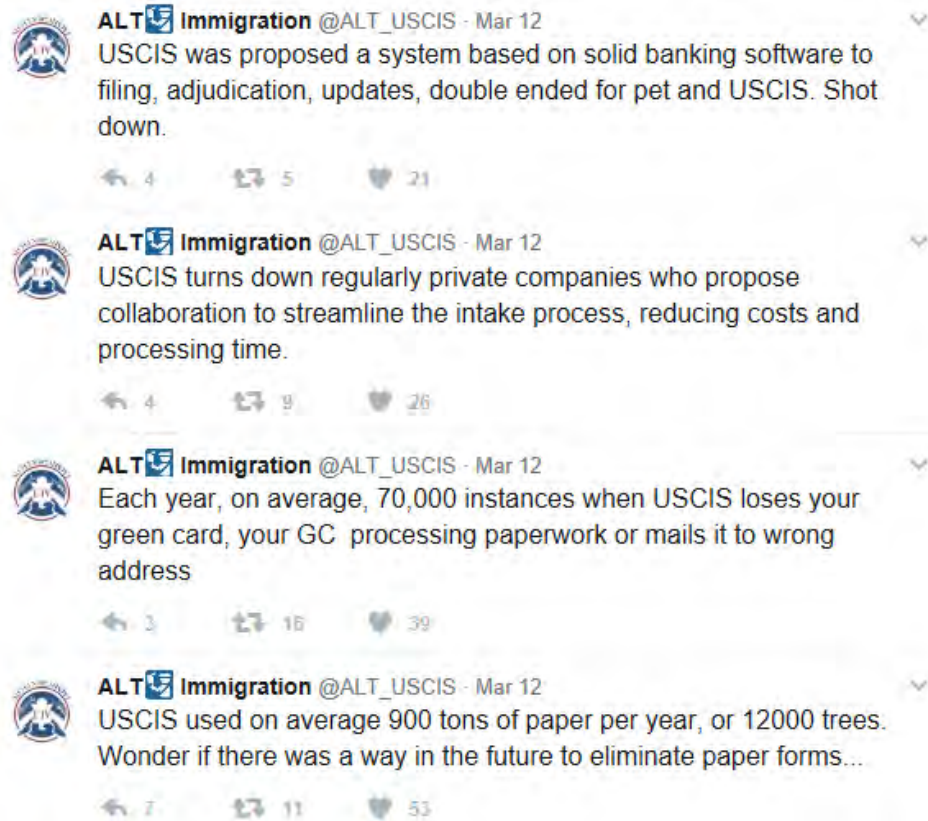 ALT Immigration @ALT_USCIS · Mar 12
USCIS was proposed a system based on solid banking software to
filing, adjudication, updates, double ended for pet and USCIS. Shot
down.
4 5 21
ALT Immigration @ALT_USCIS · Mar 12
USCIS turns down regularly private companies who propose
collaboration to streamline the intake process, reducing costs and
processing time.
4 9 26
ALT Immigration @ALT_USCIS · Mar 12
Each year, on average, 70,000 instances when USCIS loses your
green card, your GC processing paperwork or mails it to wrong
address
3 16 39
ALT Immigration @ALT_USCIS · Mar 12
USCIS used on average 900 tons of paper per year, or 12000 trees.
Wonder if there was a way in the future to eliminate paper forms...
7 11 53